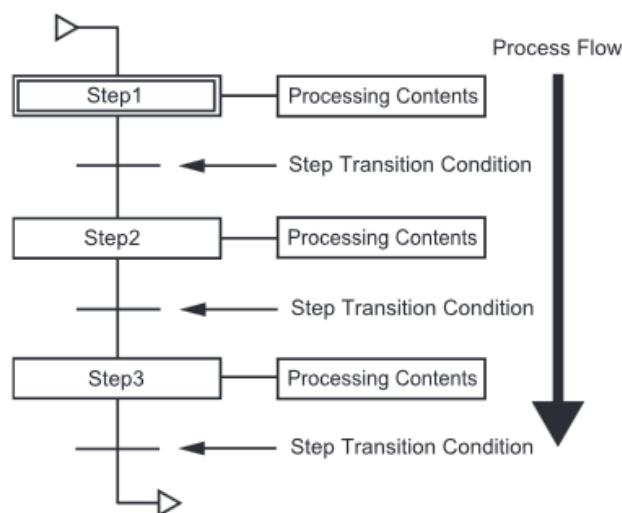 Process Flow
Step1
Processing Contents
Step Transition Condition
Step2
Processing Contents
Step Transition Condition
Step3
Processing Contents
Step Transition Condition